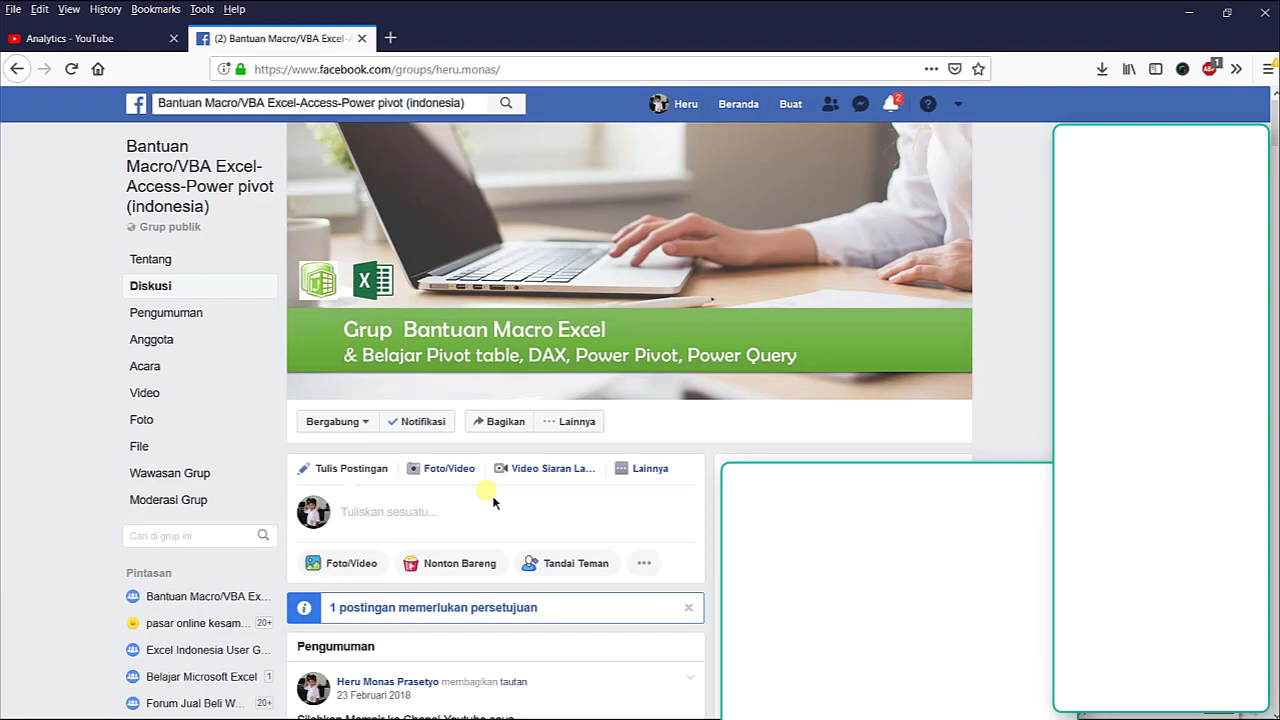 File Edit View History Bookmarks Tools Help
Analytics - YouTube
(2) Bantuan Macro/VBA Excel-A
https://www.facebook.com/groups/heru.monas/
1
Bantuan Macro/VBA Excel-Access-Power pivot (indonesia)
Heru Beranda Buat
2
Bantuan
Macro/VBA Excel-
Access-Power pivot
(indonesia)
Grup publik
Tentang
Diskusi
Pengumuman
Anggota
Acara
Video
Foto
File
Wawasan Grup
Moderasi Grup
Cari di grup ini
Pintasan
Bantuan Macro/VBA Ex...
pasar online kesam... 20+
Excel Indonesia User G...
Belajar Microsoft Excel 1
Forum Jual Beli W... 20+
Grup Bantuan Macro Excel
& Belajar Pivot table, DAX, Power Pivot, Power Query
Bergabung Notifikasi Bagikan Lainnya
Tulis Postingan Foto/Video Video Siaran La... Lainnya
Tuliskan sesuatu...
Foto/Video Nonton Bareng Tandai Teman
1 postingan memerlukan persetujuan
Pengumuman
Heru Monas Prasetyo membagikan tautan
23 Februari 2018